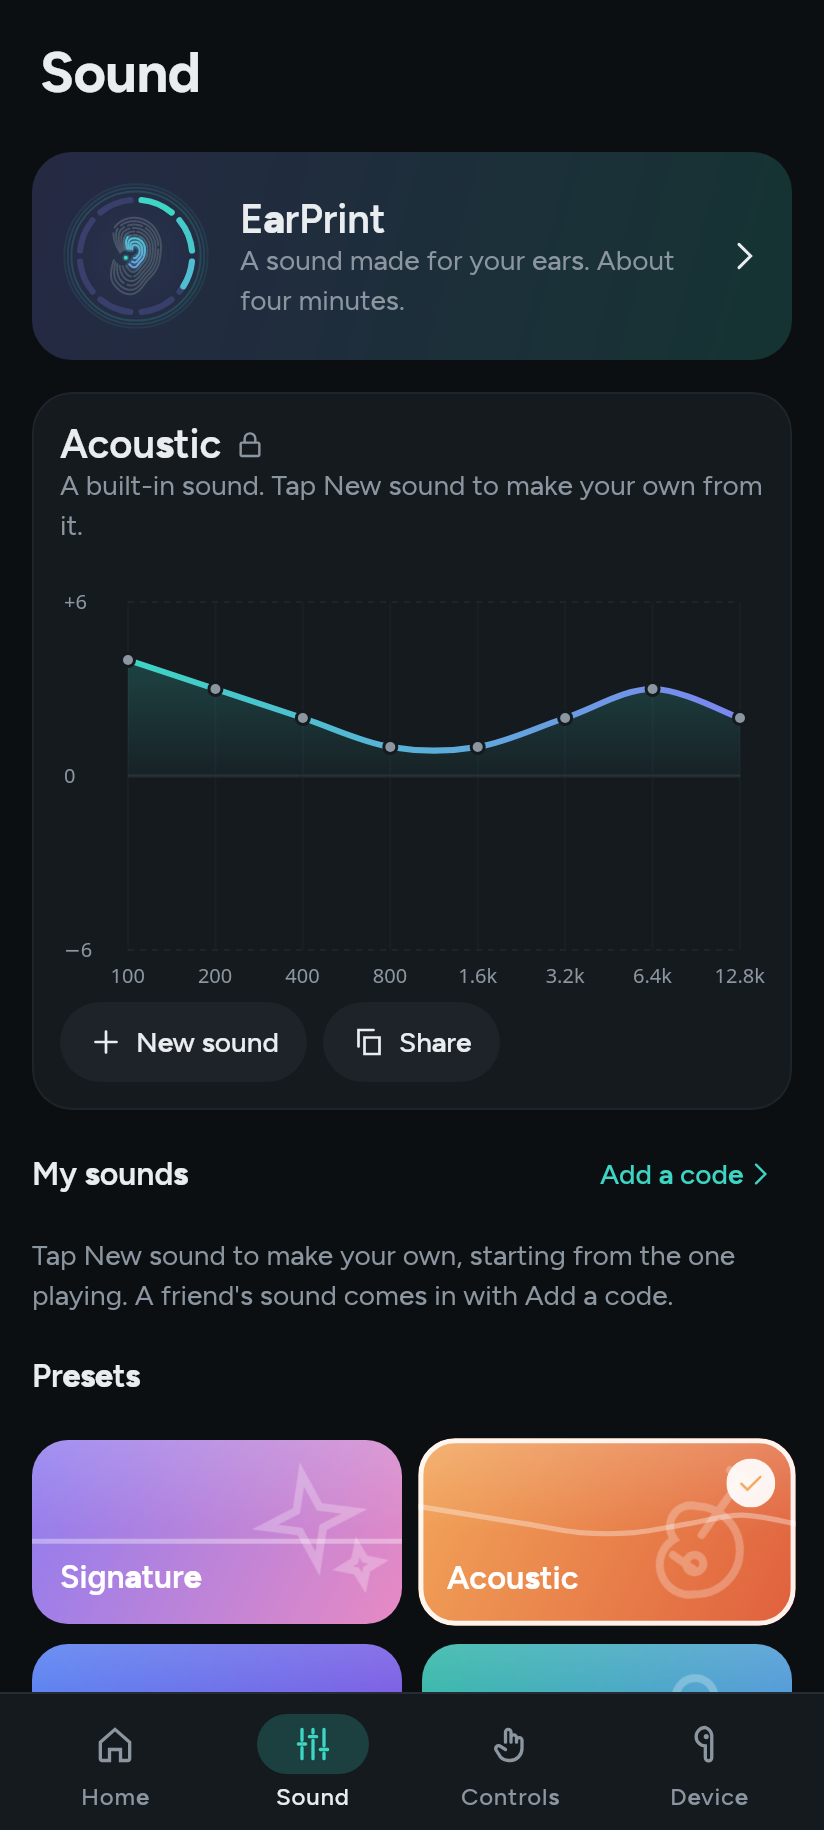 Sound
EarPrint
A sound made for your ears. About
four minutes.
Acoustic
A built-in sound. Tap New sound to make your own from
it.
+6
0
−6
100 200 400 800 1.6k 3.2k 6.4k 12.8k
New sound Share
My sounds Add a code
Tap New sound to make your own, starting from the one
playing. A friend's sound comes in with Add a code.
Presets
Signature Acoustic
Home Sound Controls Device